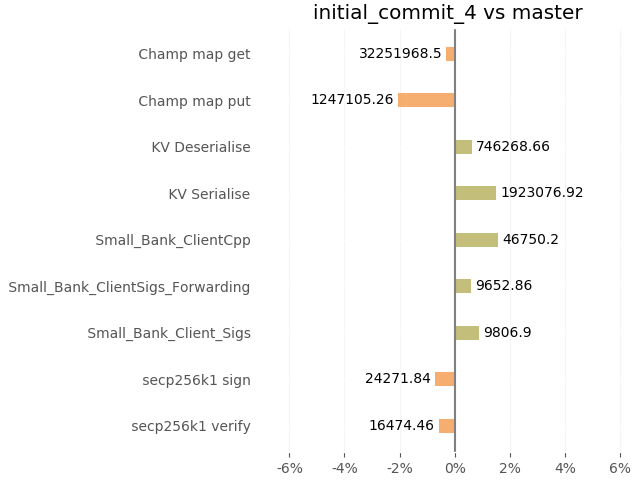 initial_commit_4 vs master
Champ map get 32251968.5
Champ map put 1247105.26
KV Deserialise 746268.66
KV Serialise 1923076.92
Small_Bank_ClientCpp 46750.2
Small_Bank_ClientSigs_Forwarding 9652.86
Small_Bank_Client_Sigs 9806.9
secp256k1 sign 24271.84
secp256k1 verify 16474.46
-6% -4% -2% 0% 2% 4% 6%